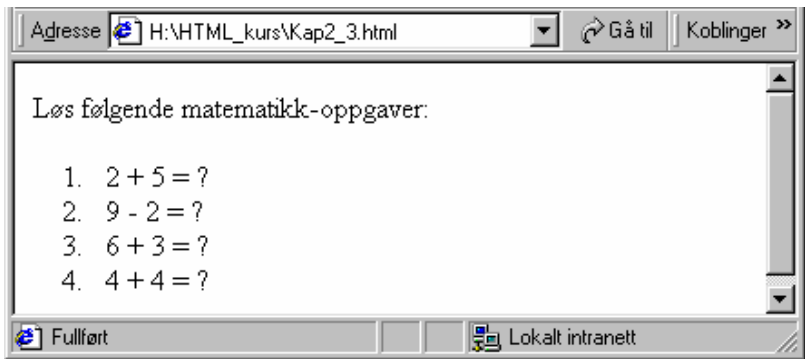 Adresse H:\HTML_kurs\Kap2_3.html Gå til Koblinger »
Løs følgende matematikk-oppgaver:
1. 2 + 5 = ?
2. 9 - 2 = ?
3. 6 + 3 = ?
4. 4 + 4 = ?
Fullført Lokalt intranett